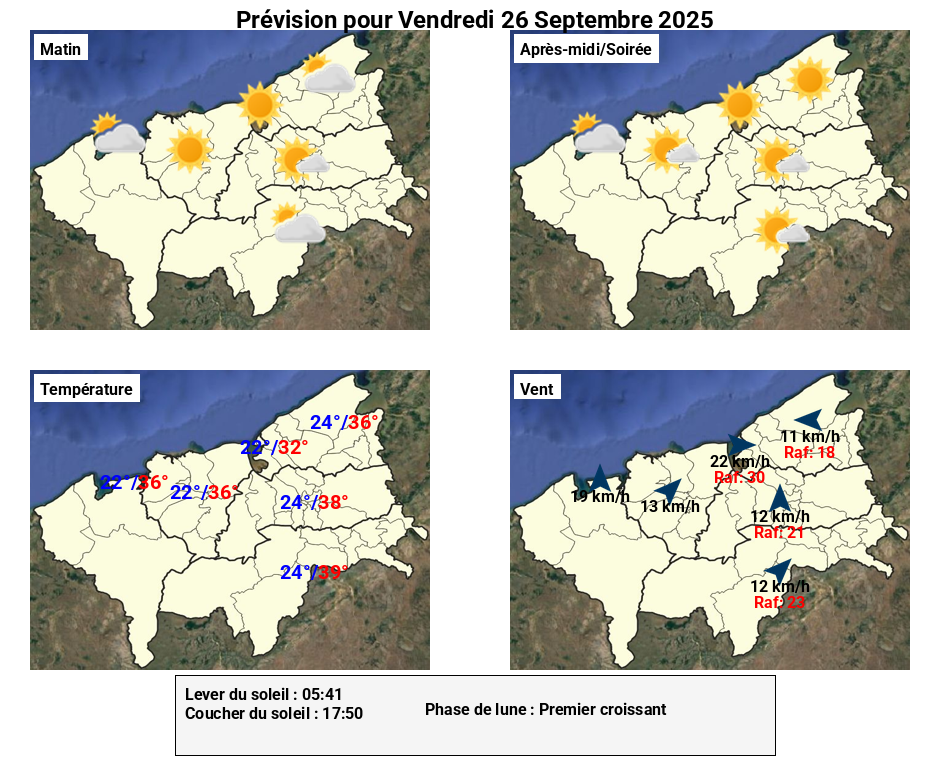 Prévision pour Vendredi 26 Septembre 2025
Matin
Après-midi/Soirée
Température
24°/36°
22°/32°
22°/36°
22°/36°
24°/38°
24°/39°
Vent
11 km/h
Raf: 18
22 km/h
Raf: 30
19 km/h
13 km/h
12 km/h
Raf: 21
12 km/h
Raf: 23
Lever du soleil : 05:41
Coucher du soleil : 17:50
Phase de lune : Premier croissant